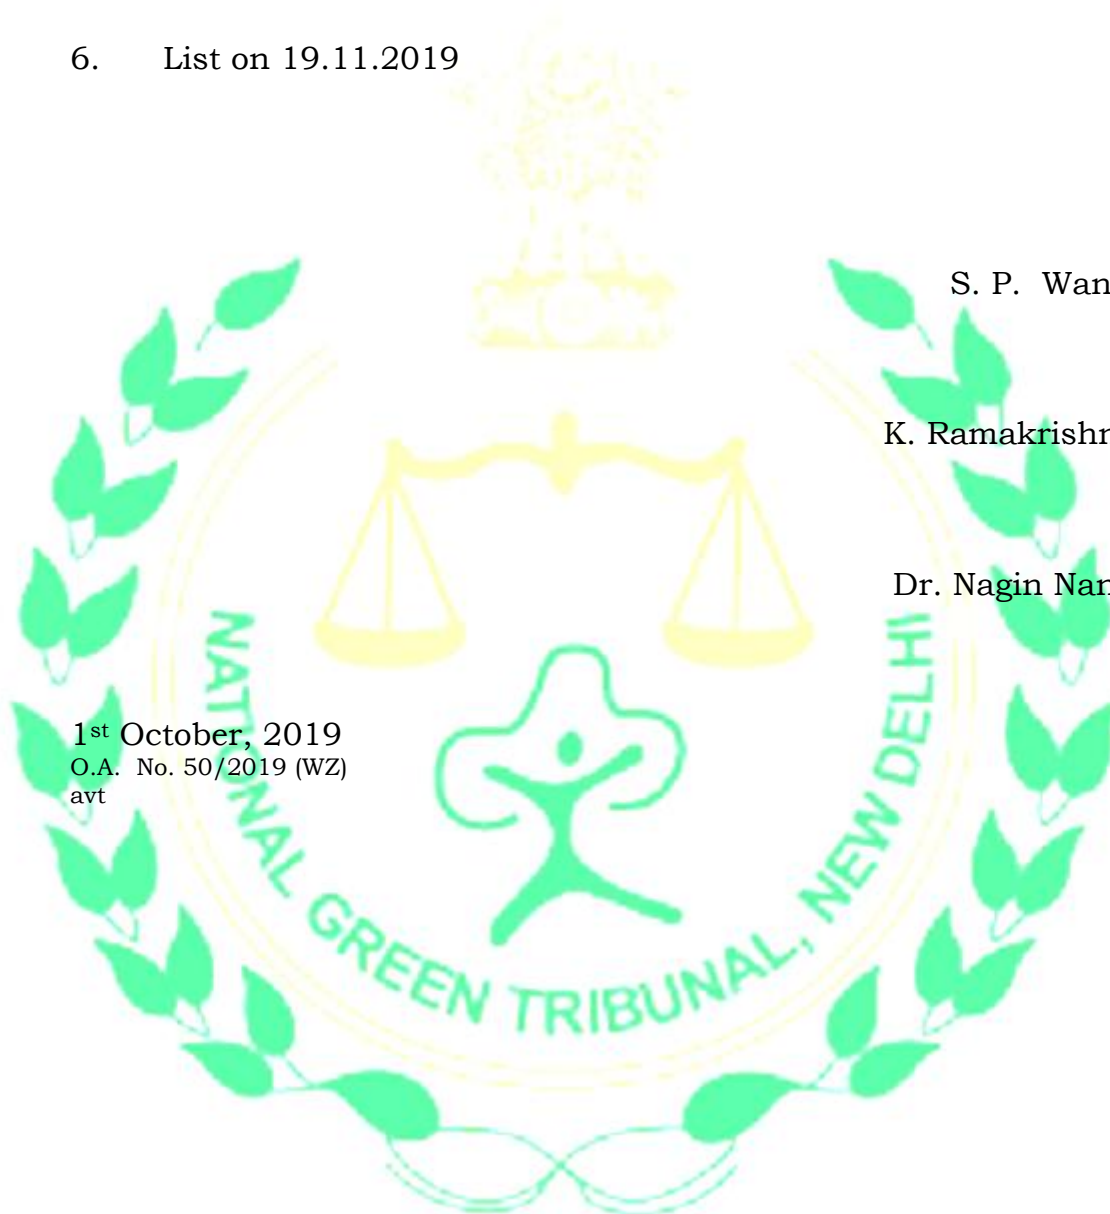 6. List on 19.11.2019
S. P. Wan
K. Ramakrishn
Dr. Nagin Nan
1st October, 2019
O.A. No. 50/2019 (WZ)
avt
NATIONAL GREEN TRIBUNAL, NEW DELHI